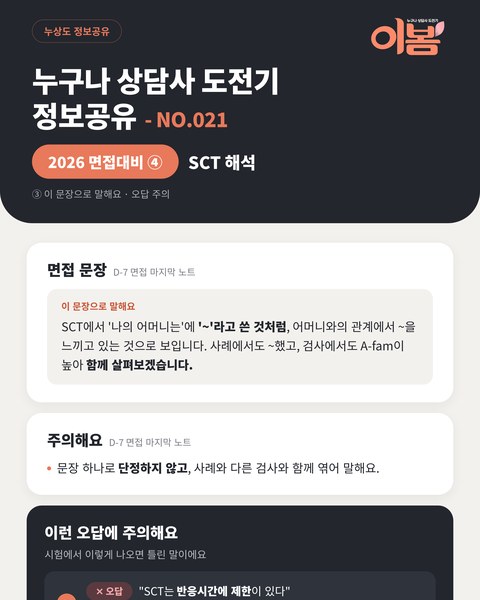 누상도 정보공유
누구나 상담사 도전기
이봄
누구나 상담사 도전기
정보공유 - NO.021
2026 면접대비 ④ SCT 해석
③ 이 문장으로 말해요 · 오답 주의
면접 문장 D-7 면접 마지막 노트
이 문장으로 말해요
SCT에서 '나의 어머니는'에 '~'라고 쓴 것처럼, 어머니와의 관계에서 ~을
느끼고 있는 것으로 보입니다. 사례에서도 ~했고, 검사에서도 A-fam이
높아 함께 살펴보겠습니다.
주의해요 D-7 면접 마지막 노트
• 문장 하나로 단정하지 않고, 사례와 다른 검사와 함께 엮어 말해요.
이런 오답에 주의해요
시험에서 이렇게 나오면 틀린 말이에요
× 오답 "SCT는 반응시간에 제한이 있다"